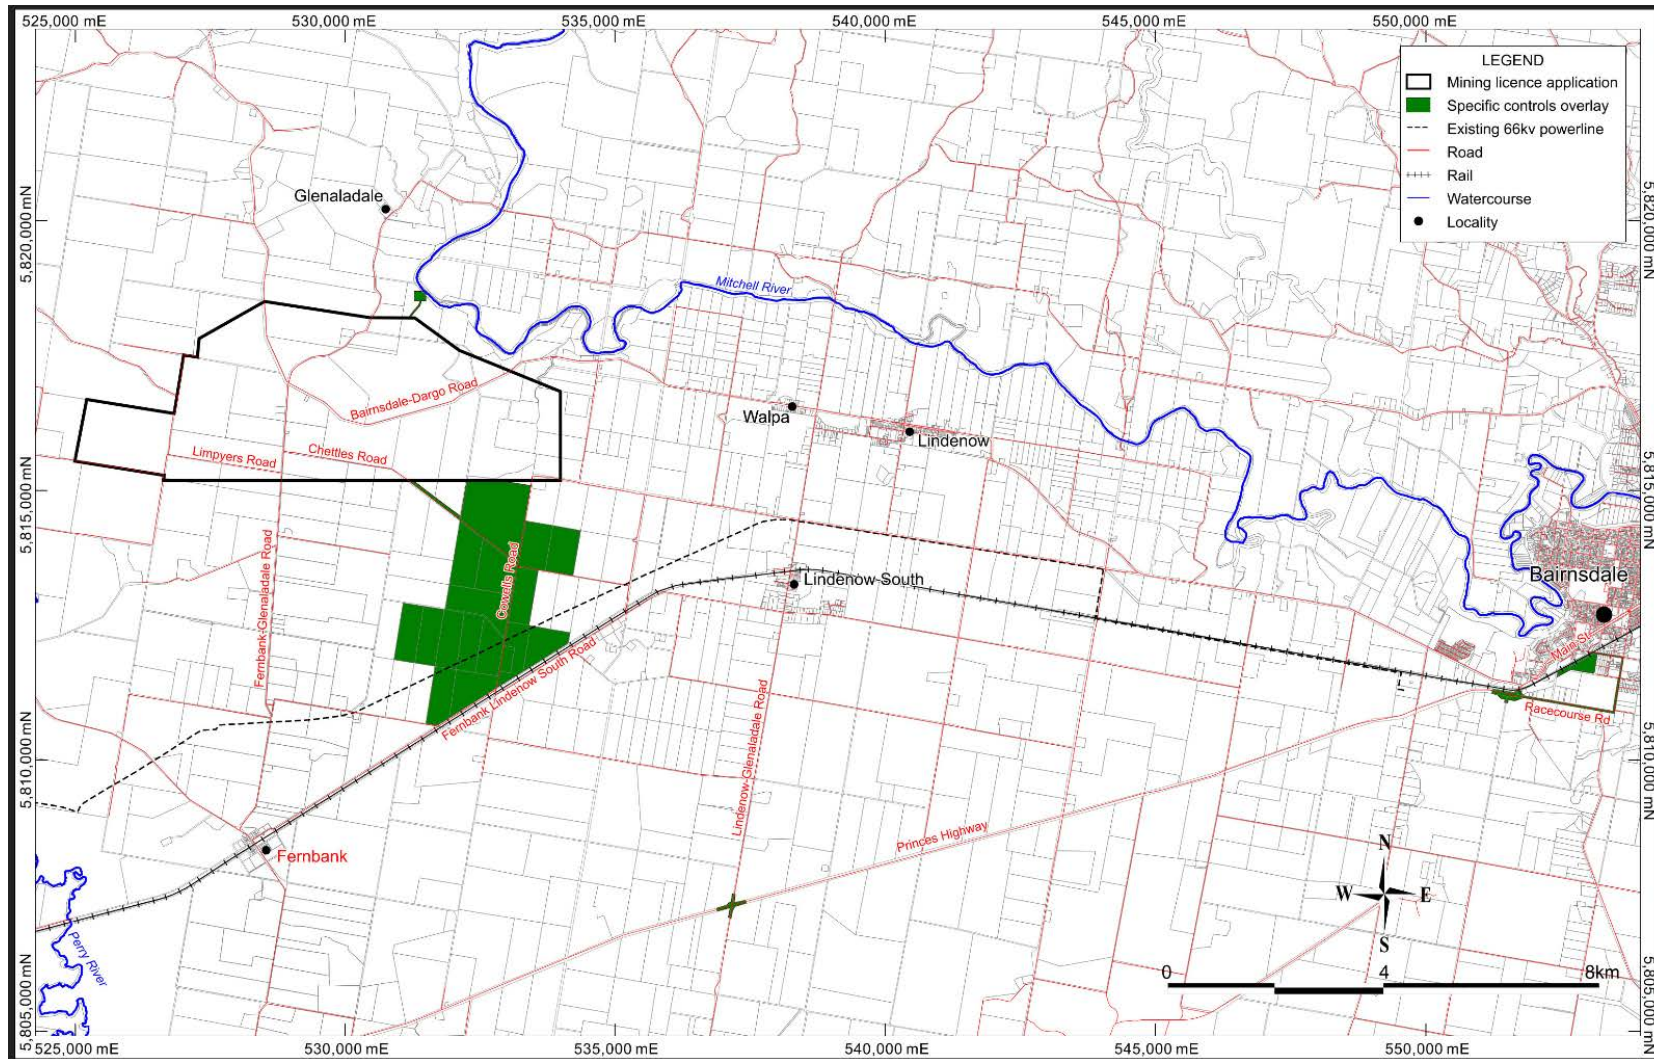 525,000 mE
530,000 mE
535,000 mE
540,000 mE
545,000 mE
550,000 mE
LEGEND
Mining licence application
Specific controls overlay
Existing 66kv powerline
Road
Rail
Watercourse
Locality
5,820,000 mN
5,820,000 mN
Glenaladale
Mitchell River
Bairnsdale-Dargo Road
Walpa
Lindenow
Limpyers Road
Chettles Road
5,815,000 mN
5,815,000 mN
Fernbank-Glenaladale Road
Cowells Road
Lindenow-South
Bairnsdale
Main St
Fernbank Lindenow South Road
Lindenow-Glenaladale Road
Racecourse Rd
5,810,000 mN
5,810,000 mN
Princes Highway
Fernbank
N
W
E
S
Perry River
0
4
8km
5,805,000 mN
5,805,000 mN
525,000 mE
530,000 mE
535,000 mE
540,000 mE
545,000 mE
550,000 mE